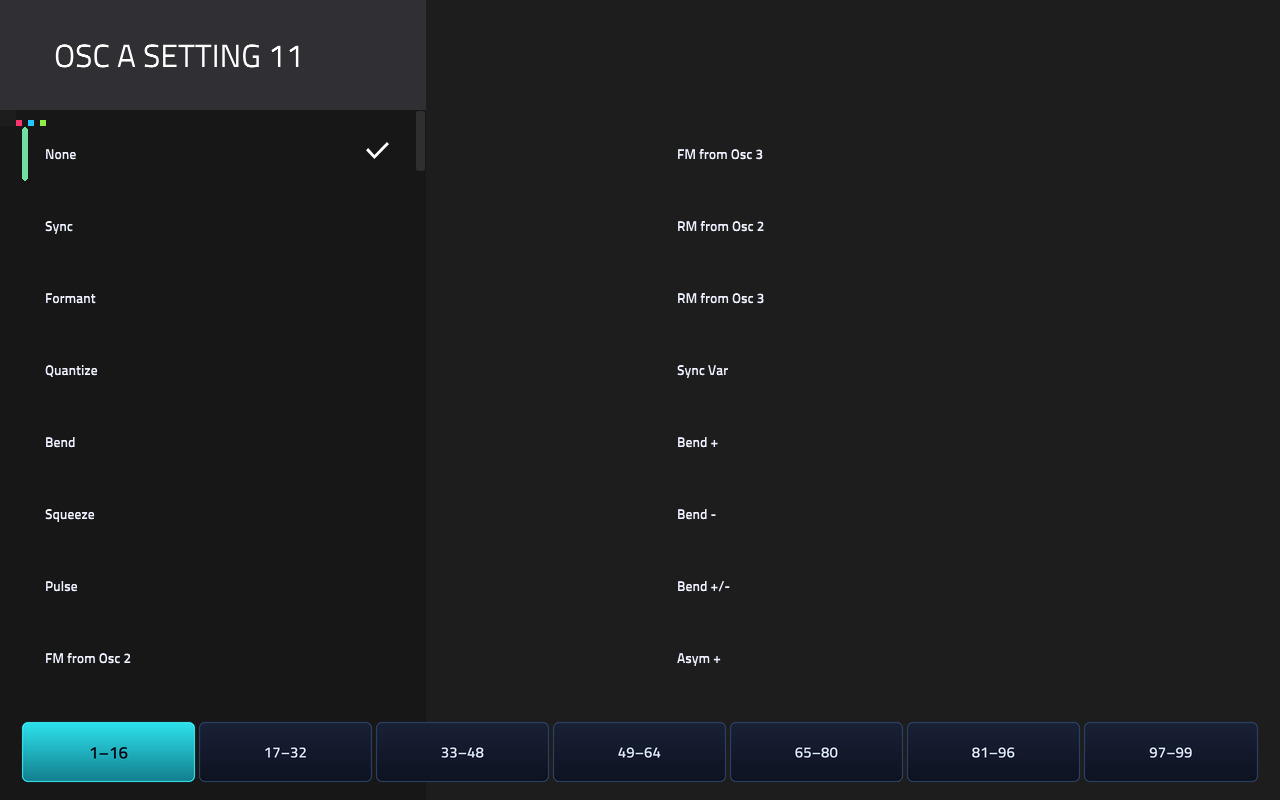 OSC A SETTING 11
None
Sync
Formant
Quantize
Bend
Squeeze
Pulse
FM from Osc 2
FM from Osc 3
RM from Osc 2
RM from Osc 3
Sync Var
Bend +
Bend -
Bend +/-
Asym +
1–16
17–32
33–48
49–64
65–80
81–96
97–99